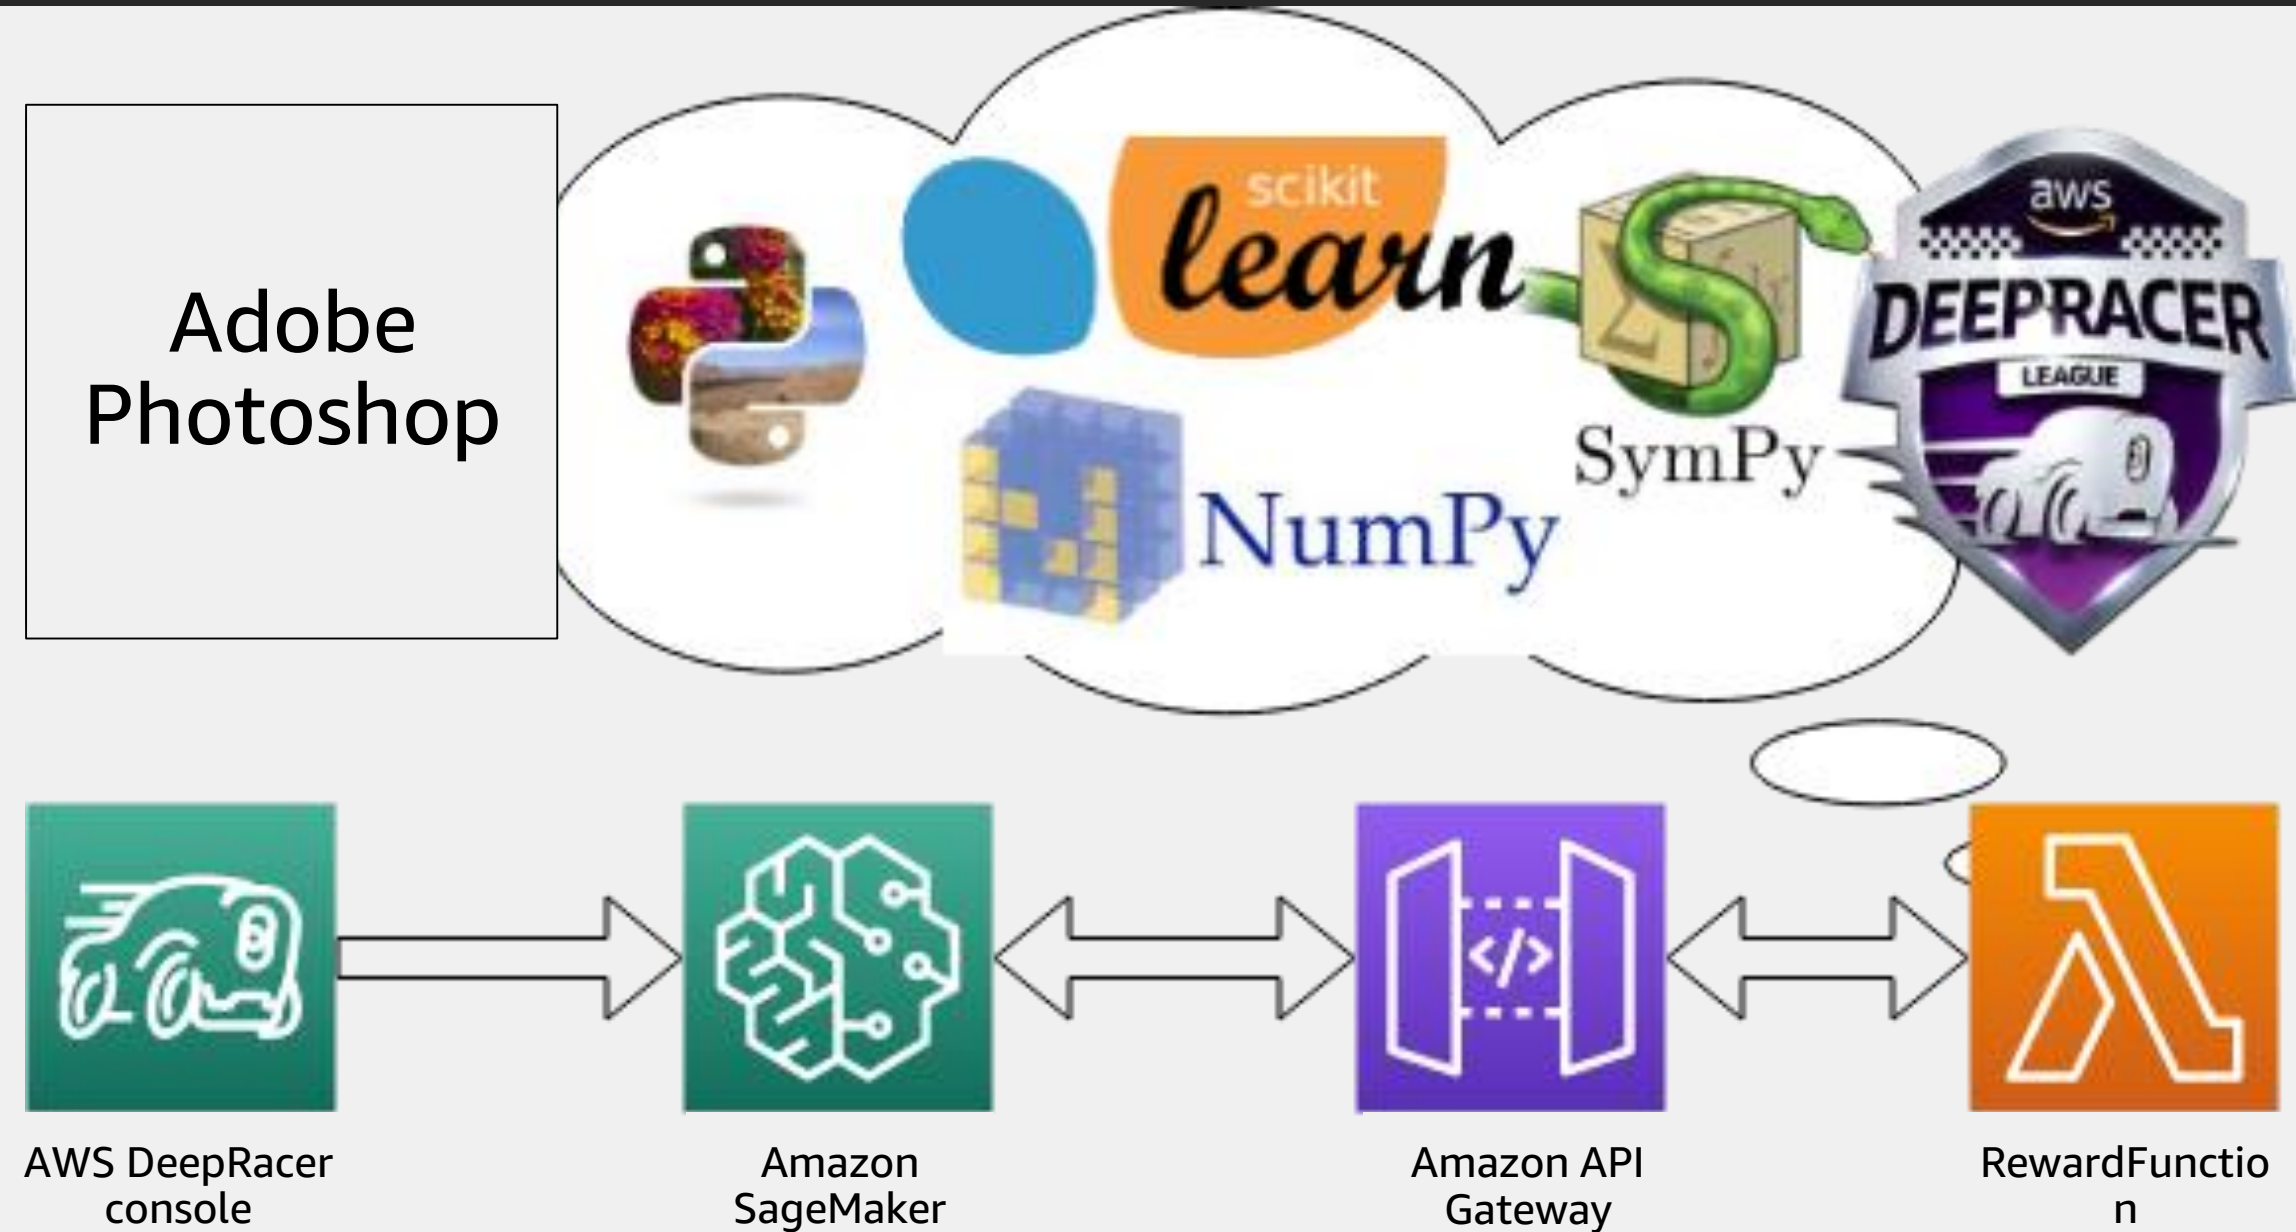 Adobe
Photoshop
scikit
learn
SymPy
NumPy
aws
DEEPRACER
LEAGUE
</>
AWS DeepRacer
console
Amazon
SageMaker
Amazon API
Gateway
RewardFunctio
n